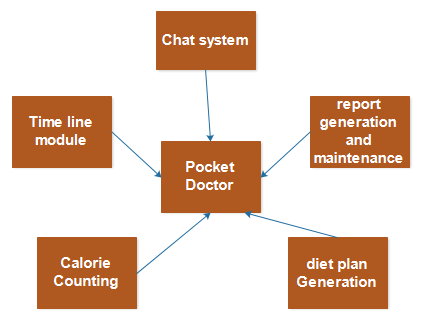 Chat system
Time line
module
report
generation
and
maintenance
Pocket
Doctor
Calorie
Counting
diet plan
Generation